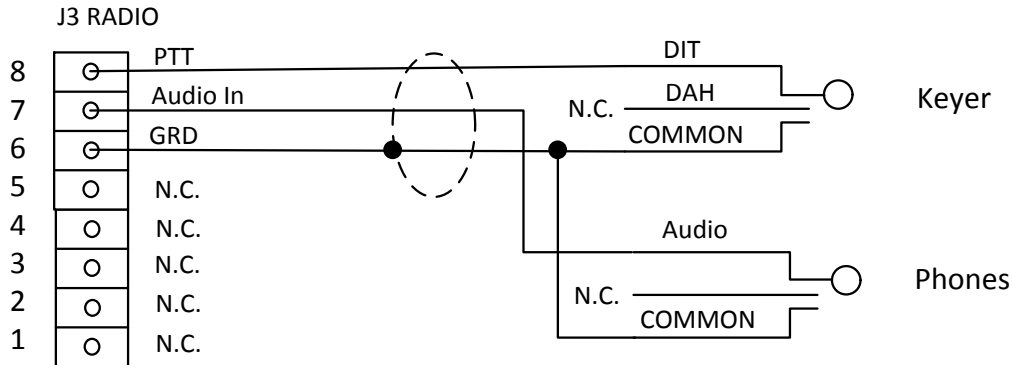 J3 RADIO
8 PTT DIT
7 Audio In N.C. DAH Keyer
6 GRD COMMON
5 N.C.
4 N.C. Audio
3 N.C. Phones
2 N.C. N.C.
1 N.C. COMMON